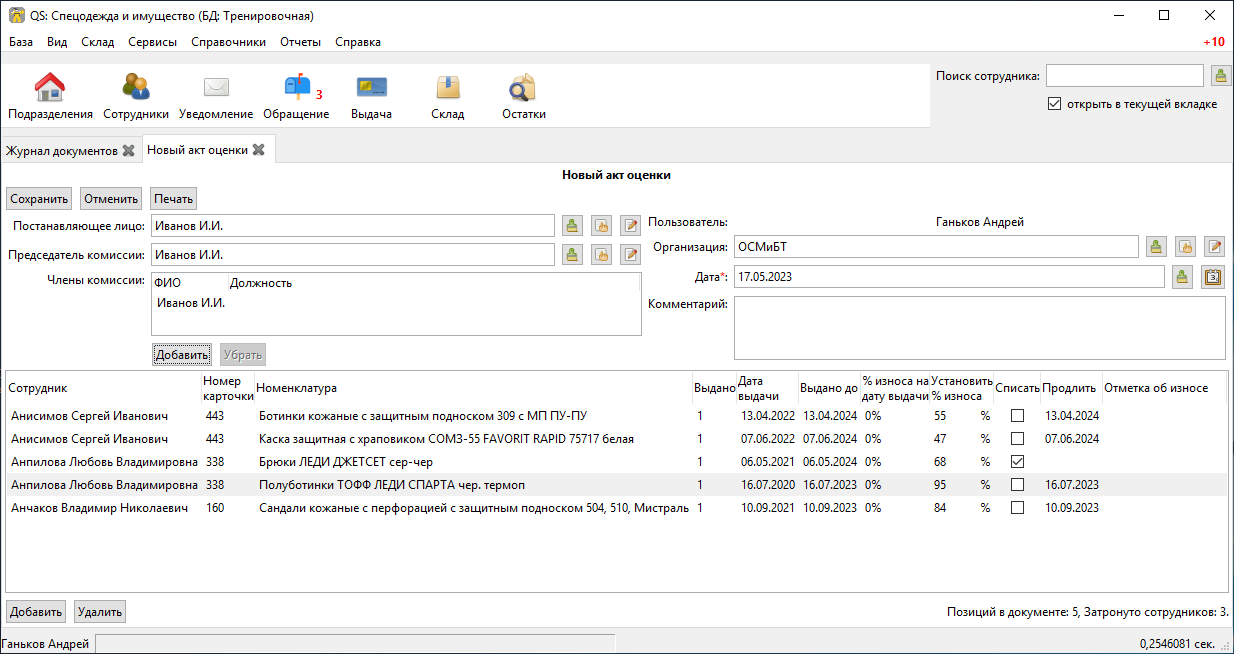 QS: Спецодежда и имущество (БД: Тренировочная)
База Вид Склад Сервисы Справочники Отчеты Справка +10
Подразделения Сотрудники Уведомление Обращение 3 Выдача Склад Остатки
Поиск сотрудника:
открыть в текущей вкладке
Журнал документов Новый акт оценки
Новый акт оценки
Сохранить Отменить Печать
Поставляющее лицо: Иванов И.И.
Председатель комиссии: Иванов И.И.
Члены комиссии: ФИО Должность
Иванов И.И.
Добавить Убрать
Пользователь: Ганьков Андрей
Организация: ОСМиБТ
Дата*: 17.05.2023
Комментарий:
Сотрудник Номер карточки Номенклатура Выдано Дата выдачи Выдано до % износа на дату выдачи Установить % износа Списать Продлить Отметка об износе
Анисимов Сергей Иванович 443 Ботинки кожаные с защитным подноском 309 с МП ПУ-ПУ 1 13.04.2022 13.04.2024 0% 55 % 13.04.2024
Анисимов Сергей Иванович 443 Каска защитная с храповиком СОМЗ-55 FAVORIT RAPID 75717 белая 1 07.06.2022 07.06.2024 0% 47 % 07.06.2024
Анпилова Любовь Владимировна 338 Брюки ЛЕДИ ДЖЕТСЕТ сер-чер 1 06.05.2021 06.05.2024 0% 68 %
Анпилова Любовь Владимировна 338 Полуботинки ТОФФ ЛЕДИ СПАРТА чер. термоп 1 16.07.2020 16.07.2023 0% 95 % 16.07.2023
Анчаков Владимир Николаевич 160 Сандали кожаные с перфорацией с защитным подноском 504, 510, Мистраль 1 10.09.2021 10.09.2023 0% 84 % 10.09.2023
Добавить Удалить
Позиций в документе: 5, Затронуто сотрудников: 3.
Ганьков Андрей 0,2546081 сек.